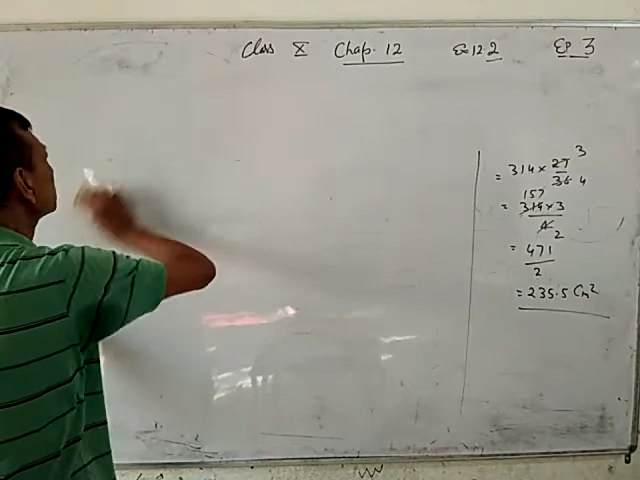 Class X Chap. 12 Ex 12.2 Ep 3
= 314 × 27/36 3 4
157
= 314 × 3 / 4 2
= 471 / 2
= 235.5 Cm²